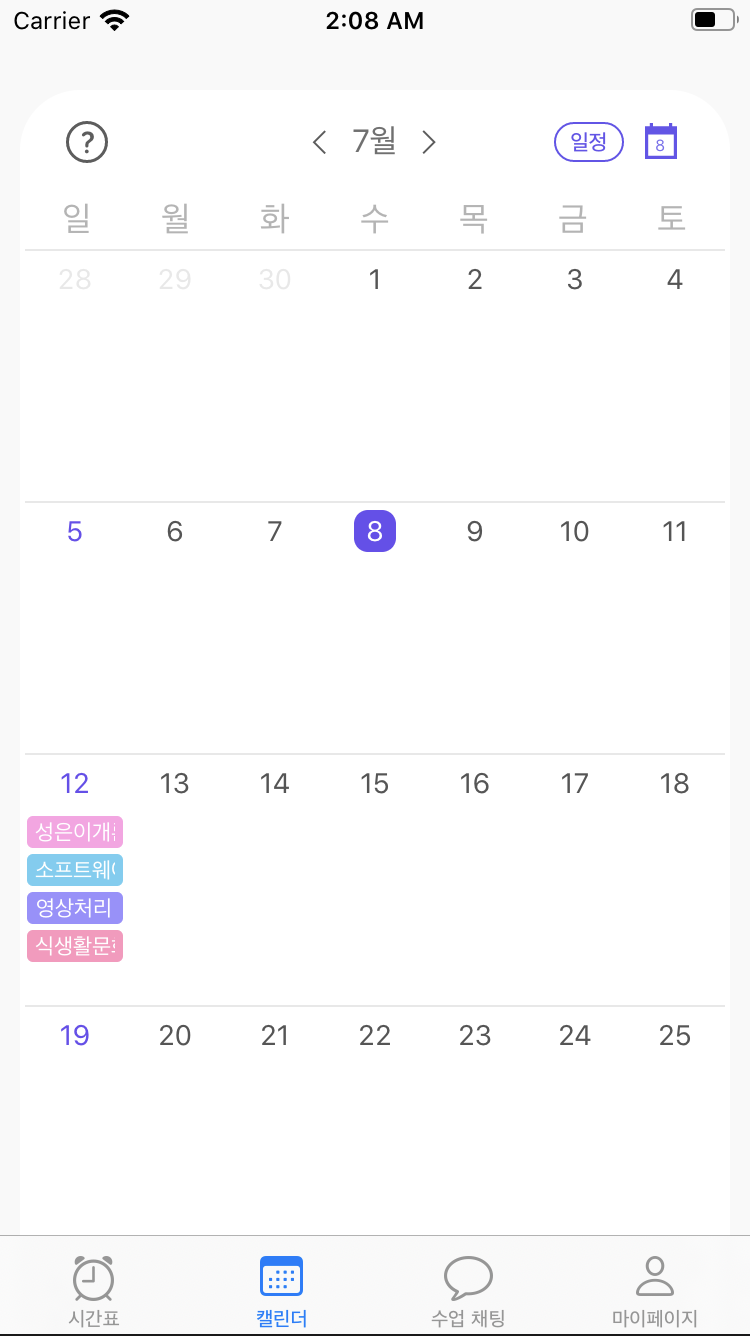 Carrier 2:08 AM
? < 7월 > 일정 8
일 월 화 수 목 금 토
28 29 30 1 2 3 4
5 6 7 8 9 10 11
12 13 14 15 16 17 18
성은이개
소프트웨
영상처리
식생활문
19 20 21 22 23 24 25
시간표 캘린더 수업 채팅 마이페이지